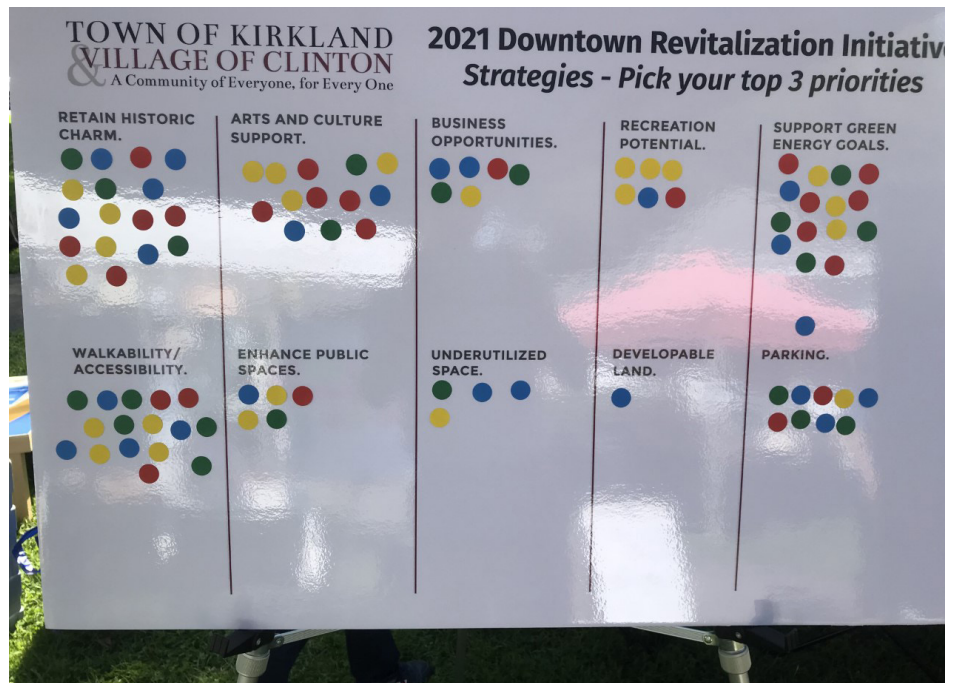 TOWN OF KIRKLAND
& VILLAGE OF CLINTON
A Community of Everyone, for Every One
2021 Downtown Revitalization Initiativ
Strategies - Pick your top 3 priorities
RETAIN HISTORIC
CHARM.
ARTS AND CULTURE
SUPPORT.
BUSINESS
OPPORTUNITIES.
RECREATION
POTENTIAL.
SUPPORT GREEN
ENERGY GOALS.
WALKABILITY/
ACCESSIBILITY.
ENHANCE PUBLIC
SPACES.
UNDERUTILIZED
SPACE.
DEVELOPABLE
LAND.
PARKING.